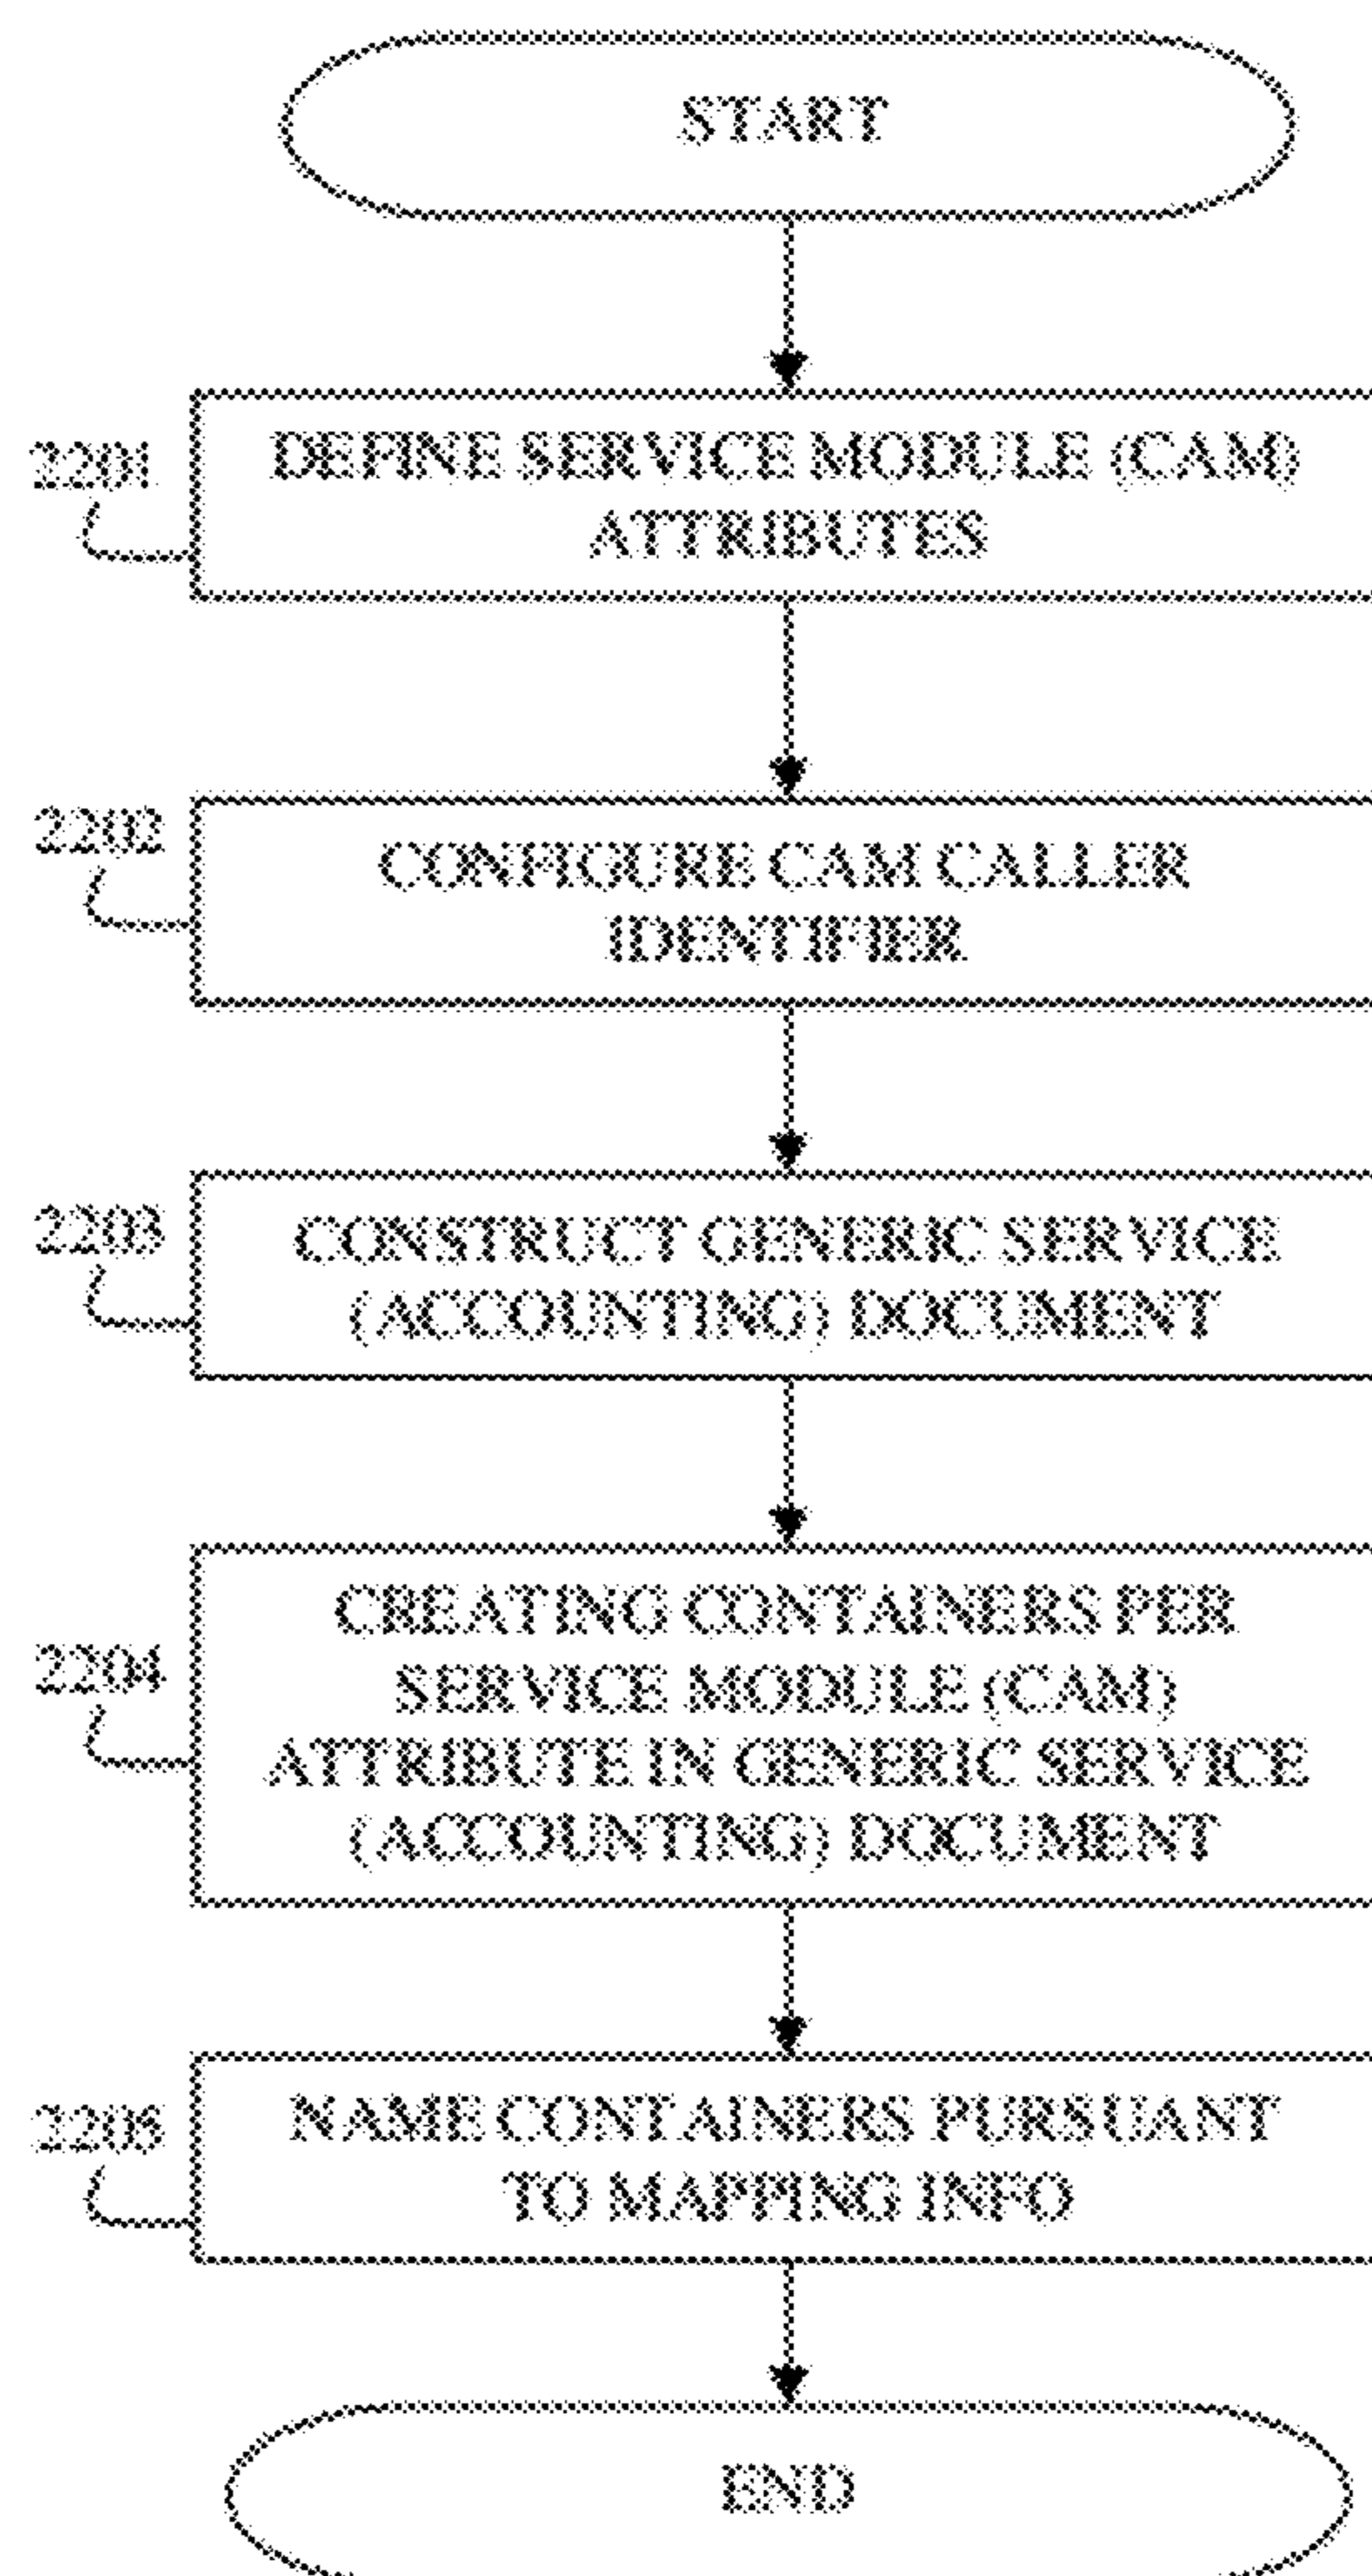 START
2201
DEFINE SERVICE MODULE (CAM)
ATTRIBUTES
2202
CONFIGURE CAM CALLER
IDENTIFIER
2203
CONSTRUCT GENERIC SERVICE
(ACCOUNTING) DOCUMENT
2204
CREATING CONTAINERS PER
SERVICE MODULE (CAM)
ATTRIBUTE IN GENERIC SERVICE
(ACCOUNTING) DOCUMENT
2205
NAME CONTAINERS PURSUANT
TO MAPPING INFO
END